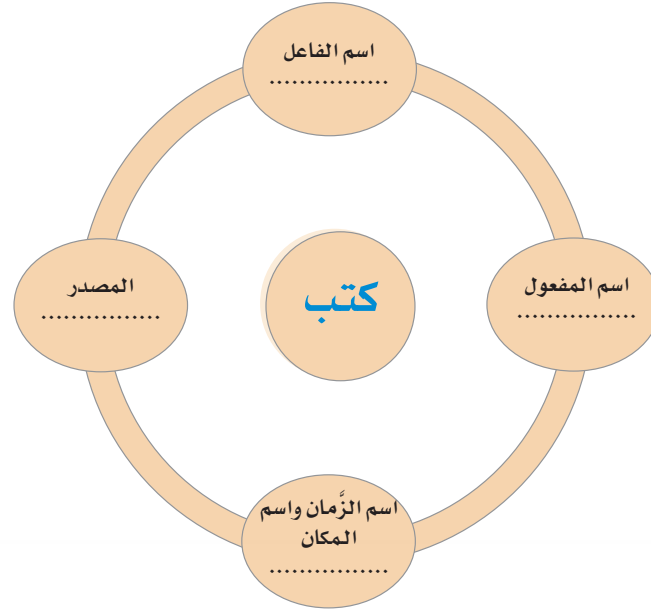 اسم الفاعل
................
اسم المفعول
................
كتب
المصدر
................
اسم الزَّمان واسم
المكان
................